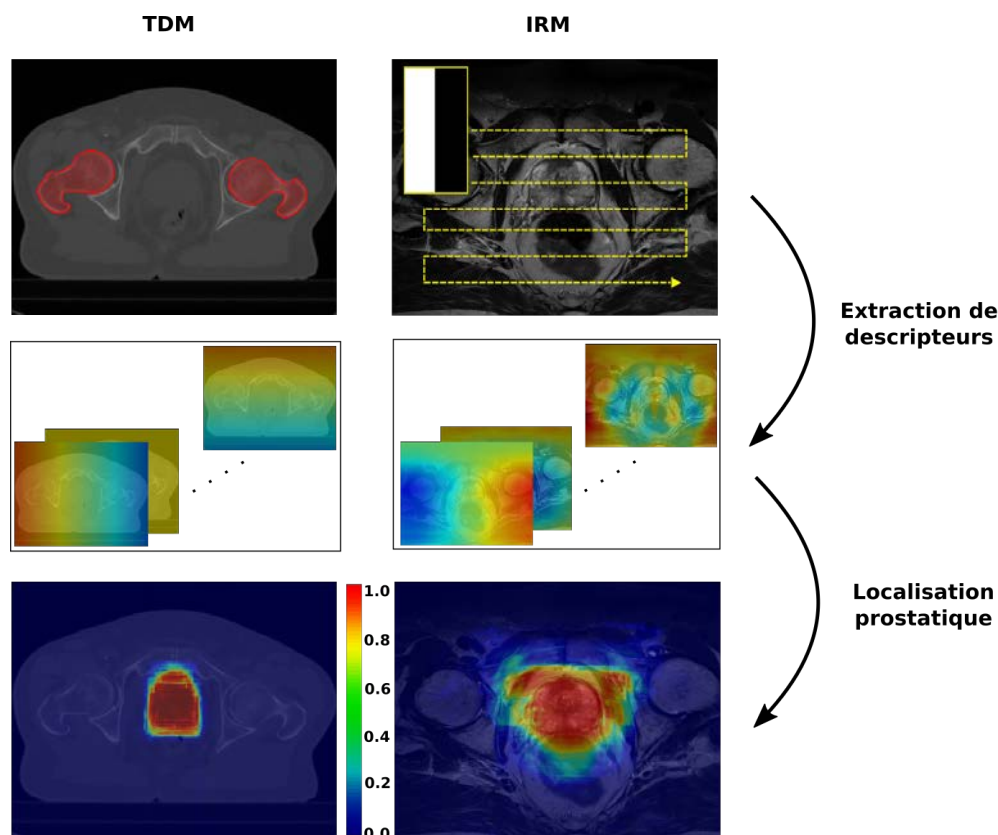 TDM
IRM
Extraction de
descripteurs
Localisation
prostatique
1.0
0.8
0.6
0.4
0.2
0.0